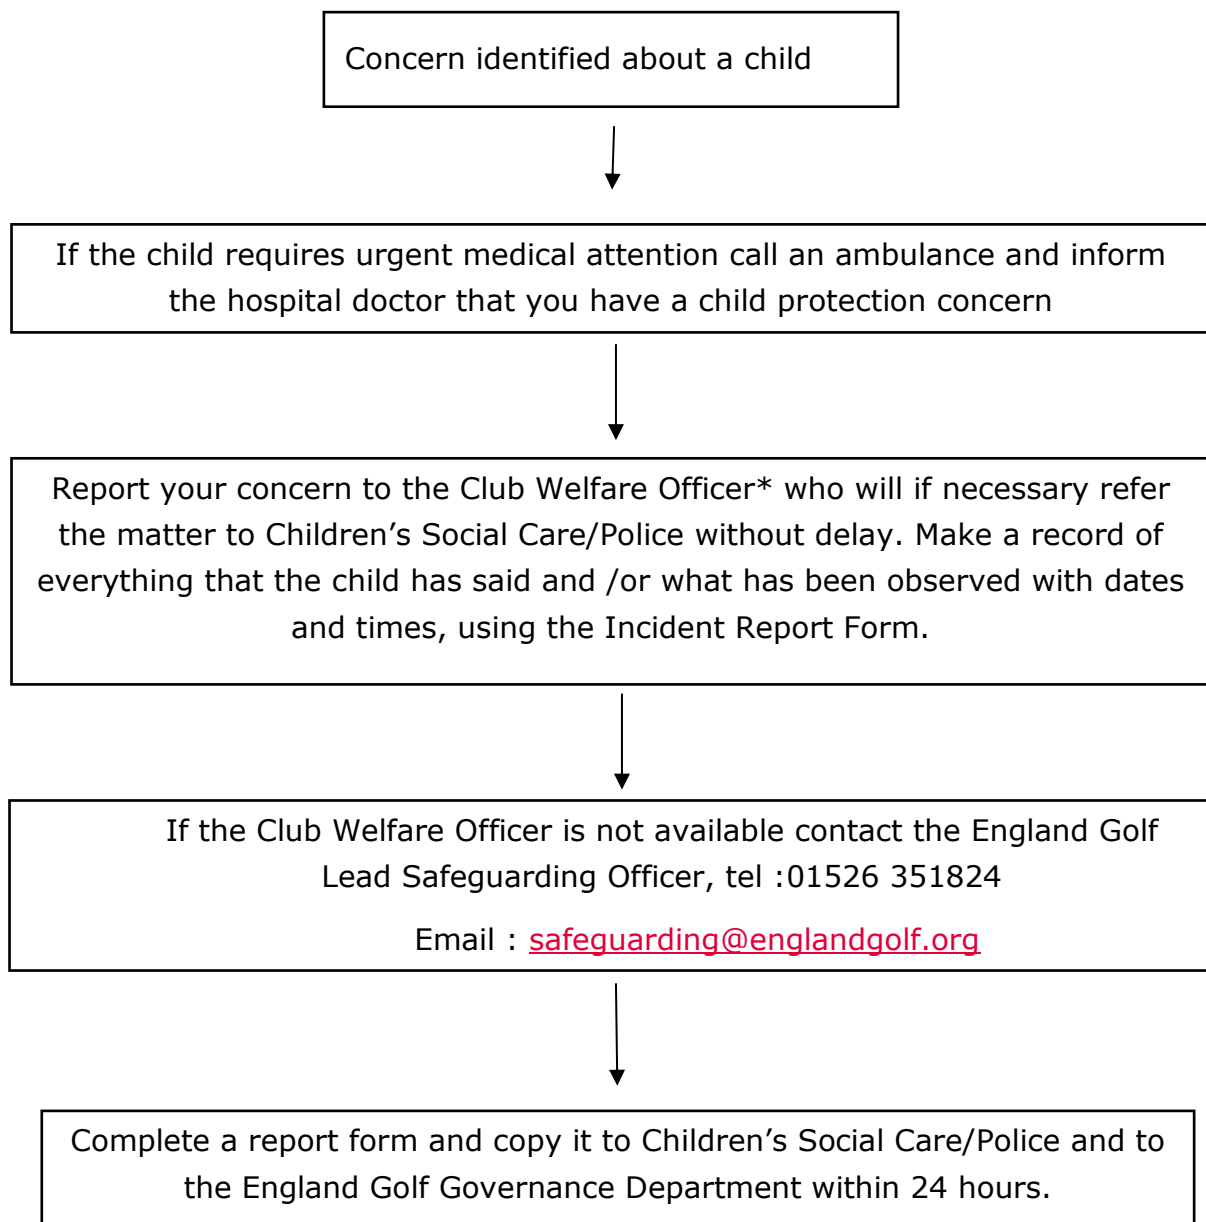 Concern identified about a child
If the child requires urgent medical attention call an ambulance and inform
the hospital doctor that you have a child protection concern
Report your concern to the Club Welfare Officer* who will if necessary refer
the matter to Children’s Social Care/Police without delay. Make a record of
everything that the child has said and /or what has been observed with dates
and times, using the Incident Report Form.
If the Club Welfare Officer is not available contact the England Golf
Lead Safeguarding Officer, tel :01526 351824
Email : safeguarding@englandgolf.org
Complete a report form and copy it to Children’s Social Care/Police and to
the England Golf Governance Department within 24 hours.